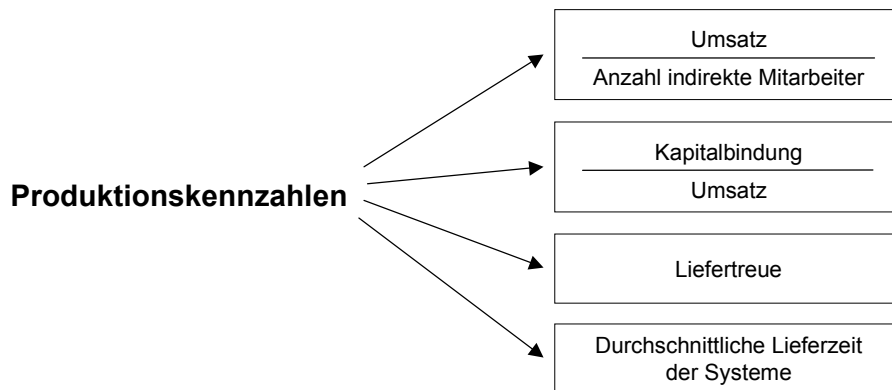 Umsatz
Anzahl indirekte Mitarbeiter
Kapitalbindung
Umsatz
Produktionskennzahlen
Liefertreue
Durchschnittliche Lieferzeit
der Systeme